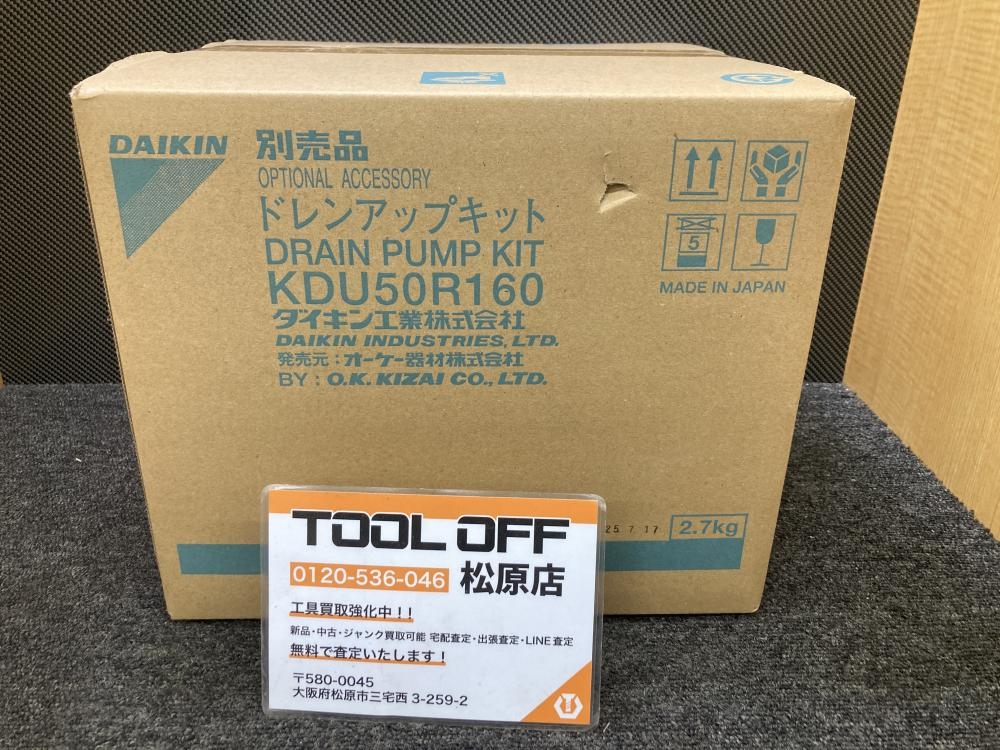 DAIKIN
別売品
OPTIONAL ACCESSORY
ドレンアップキット
DRAIN PUMP KIT
KDU50R160
ダイキン工業株式会社
DAIKIN INDUSTRIES, LTD.
発売元：オーケー器材株式会社
BY : O.K. KIZAI CO., LTD.
5
MADE IN JAPAN
25.7.17
2.7kg
TOOL OFF
0120-536-046 松原店
工具買取強化中！！
新品・中古・ジャンク買取可能 宅配査定・出張査定・LINE査定
無料で査定いたします！
〒580-0045
大阪府松原市三宅西 3-259-2